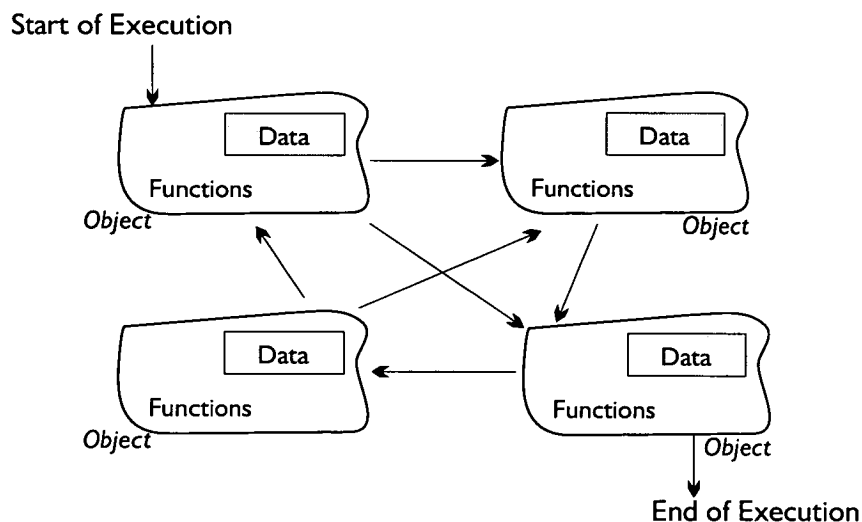 Start of Execution
Data
Functions
Object
Data
Functions
Object
Data
Functions
Object
Data
Functions
Object
End of Execution